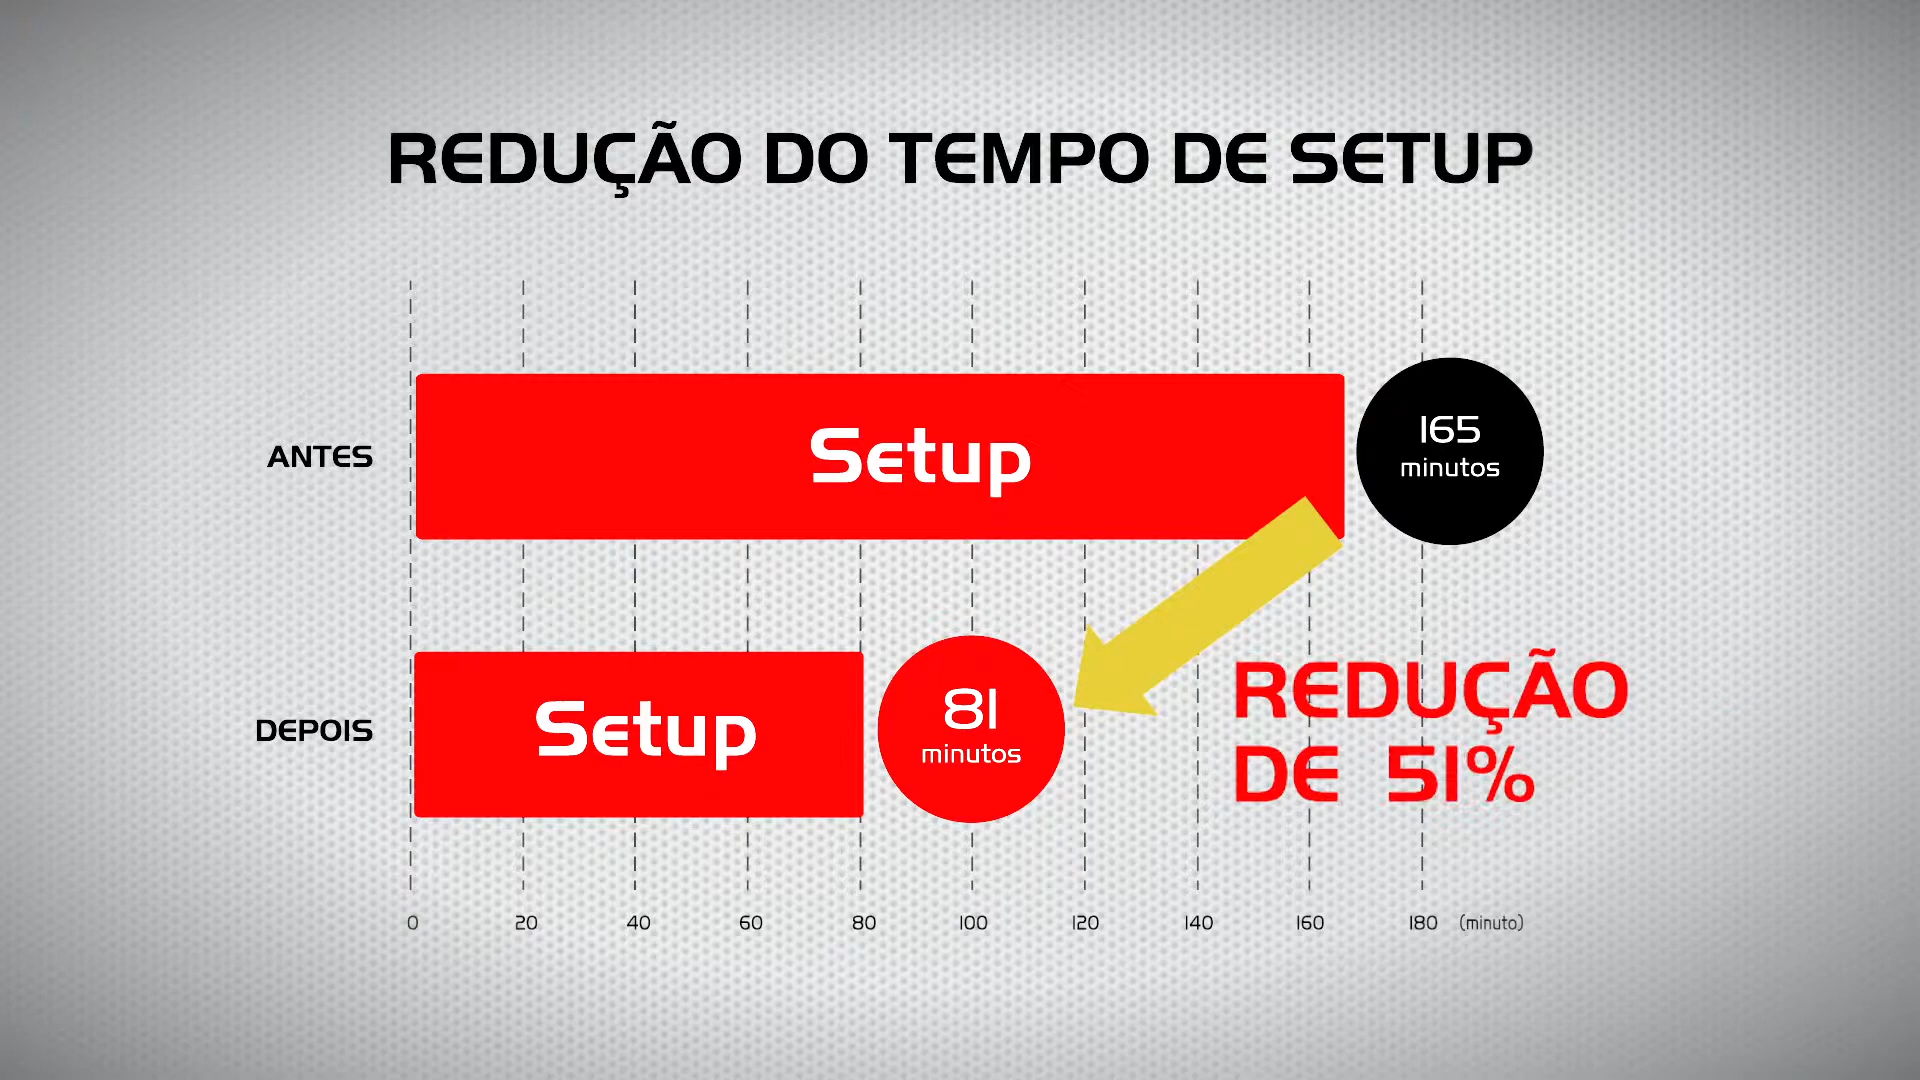 REDUÇÃO DO TEMPO DE SETUP
ANTES
Setup
165
minutos
DEPOIS
Setup
81
minutos
REDUÇÃO
DE 51%
0 20 40 60 80 100 120 140 160 180 (minuto)